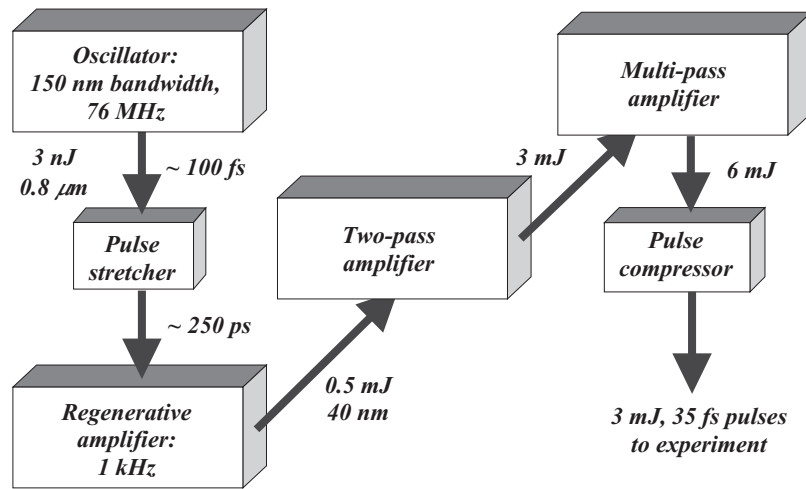 Oscillator:
150 nm bandwidth,
76 MHz
3 nJ
0.8 μm
~ 100 fs
Pulse
stretcher
~ 250 ps
Regenerative
amplifier:
1 kHz
0.5 mJ
40 nm
Two-pass
amplifier
3 mJ
Multi-pass
amplifier
6 mJ
Pulse
compressor
3 mJ, 35 fs pulses
to experiment